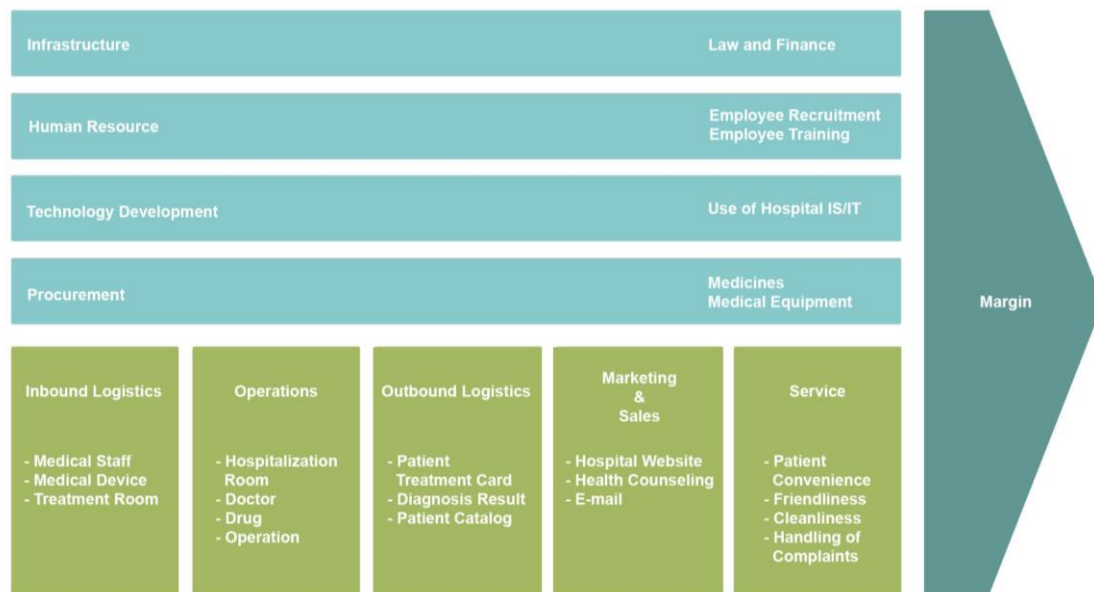 Infrastructure
Law and Finance
Human Resource
Employee Recruitment
Employee Training
Technology Development
Use of Hospital IS/IT
Procurement
Medicines
Medical Equipment
Margin
Inbound Logistics
- Medical Staff
- Medical Device
- Treatment Room
Operations
- Hospitalization
Room
- Doctor
- Drug
- Operation
Outbound Logistics
- Patient
Treatment Card
- Diagnosis Result
- Patient Catalog
Marketing
&
Sales
- Hospital Website
- Health Counseling
- E-mail
Service
- Patient
Convenience
- Friendliness
- Cleanliness
- Handling of
Complaints